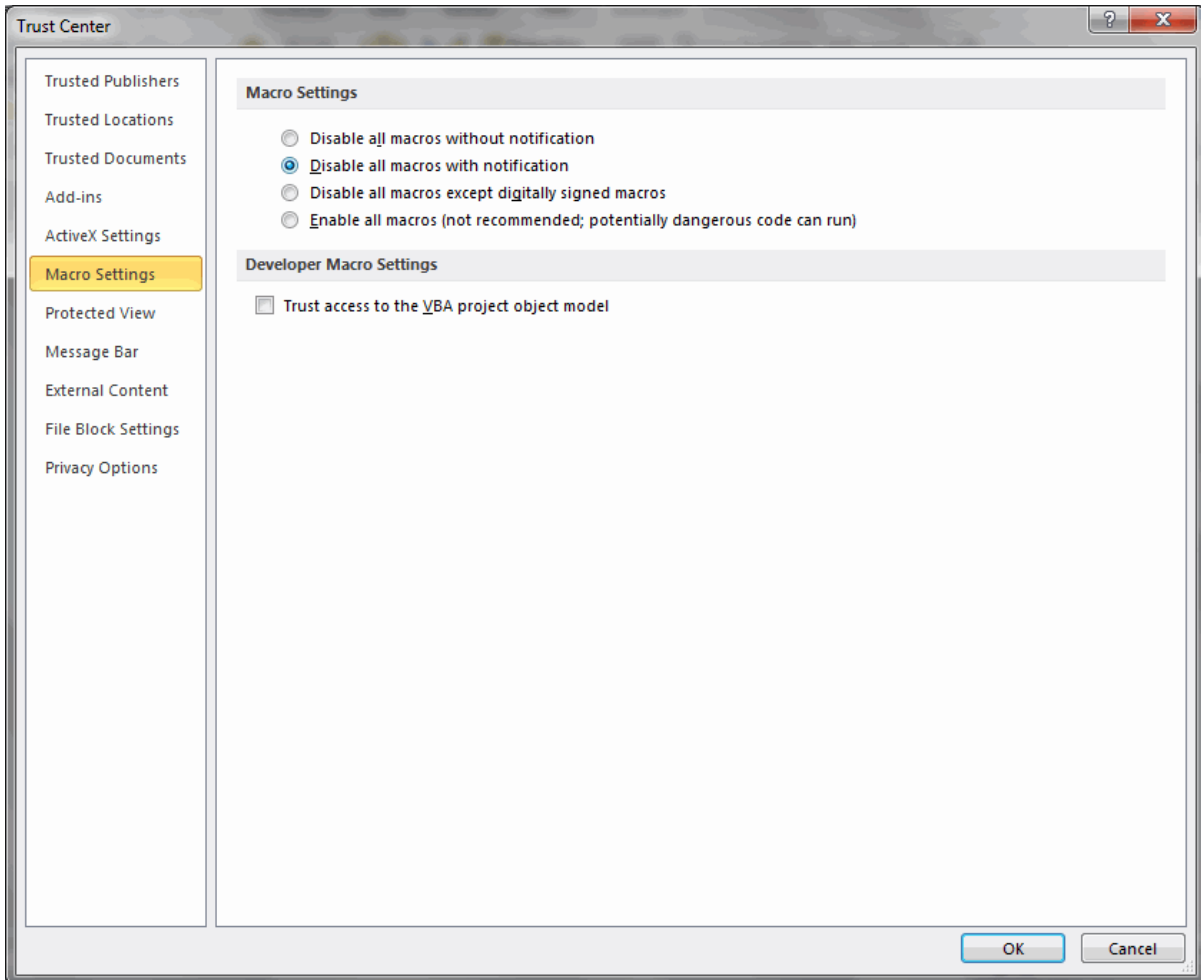 Trust Center
?
X
Trusted Publishers
Trusted Locations
Trusted Documents
Add-ins
ActiveX Settings
Macro Settings
Protected View
Message Bar
External Content
File Block Settings
Privacy Options
Macro Settings
Disable all macros without notification
Disable all macros with notification
Disable all macros except digitally signed macros
Enable all macros (not recommended; potentially dangerous code can run)
Developer Macro Settings
Trust access to the VBA project object model
OK
Cancel